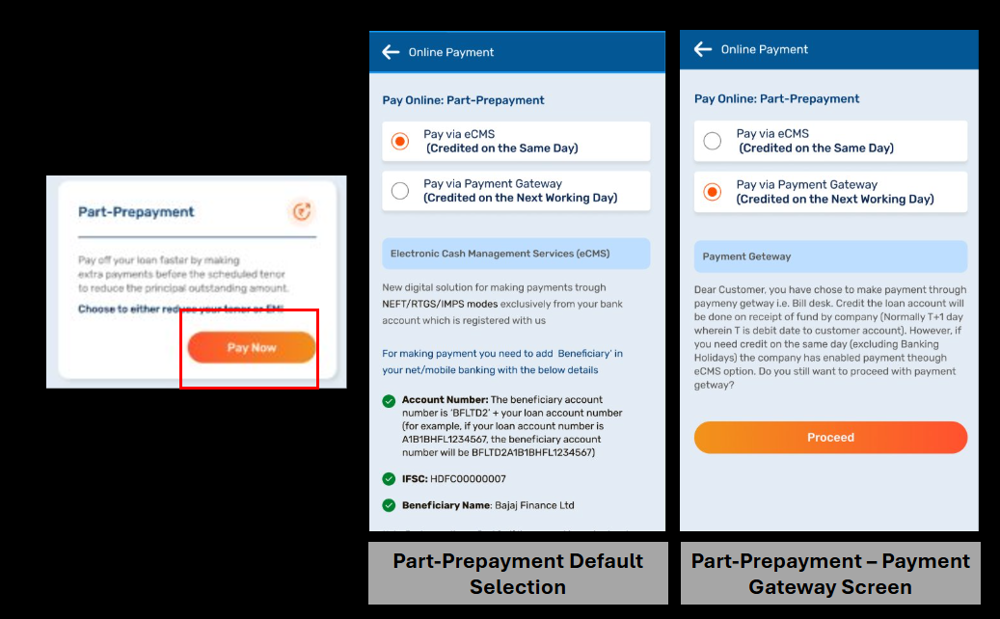 Part-Prepayment
Pay off your loan faster by making
extra payments before the scheduled tenor
to reduce the principal outstanding amount.
Choose to either reduce your tenor or EMI
Pay Now
Online Payment
Pay Online: Part-Prepayment
Pay via eCMS
(Credited on the Same Day)
Pay via Payment Gateway
(Credited on the Next Working Day)
Electronic Cash Management Services (eCMS)
New digital solution for making payments trough
NEFT/RTGS/IMPS modes exclusively from your bank
account which is registered with us
For making payment you need to add Beneficiary' in
your net/mobile banking with the below details
Account Number: The beneficiary account
number is 'BFLTD2' + your loan account number
(for example, if your loan account number is
A1B1BHFL1234567, the beneficiary account
number will be BFLTD2A1B1BHFL1234567)
IFSC: HDFC00000007
Beneficiary Name: Bajaj Finance Ltd
Part-Prepayment Default
Selection
Online Payment
Pay Online: Part-Prepayment
Pay via eCMS
(Credited on the Same Day)
Pay via Payment Gateway
(Credited on the Next Working Day)
Payment Geteway
Dear Customer, you have chose to make payment through
paymeny getway i.e. Bill desk. Credit the loan account will
be done on receipt of fund by company (Normally T+1 day
wherein T is debit date to customer account). However, if
you need credit on the same day (excluding Banking
Holidays) the company has enabled payment theough
eCMS option. Do you still want to proceed with payment
getway?
Proceed
Part-Prepayment – Payment
Gateway Screen